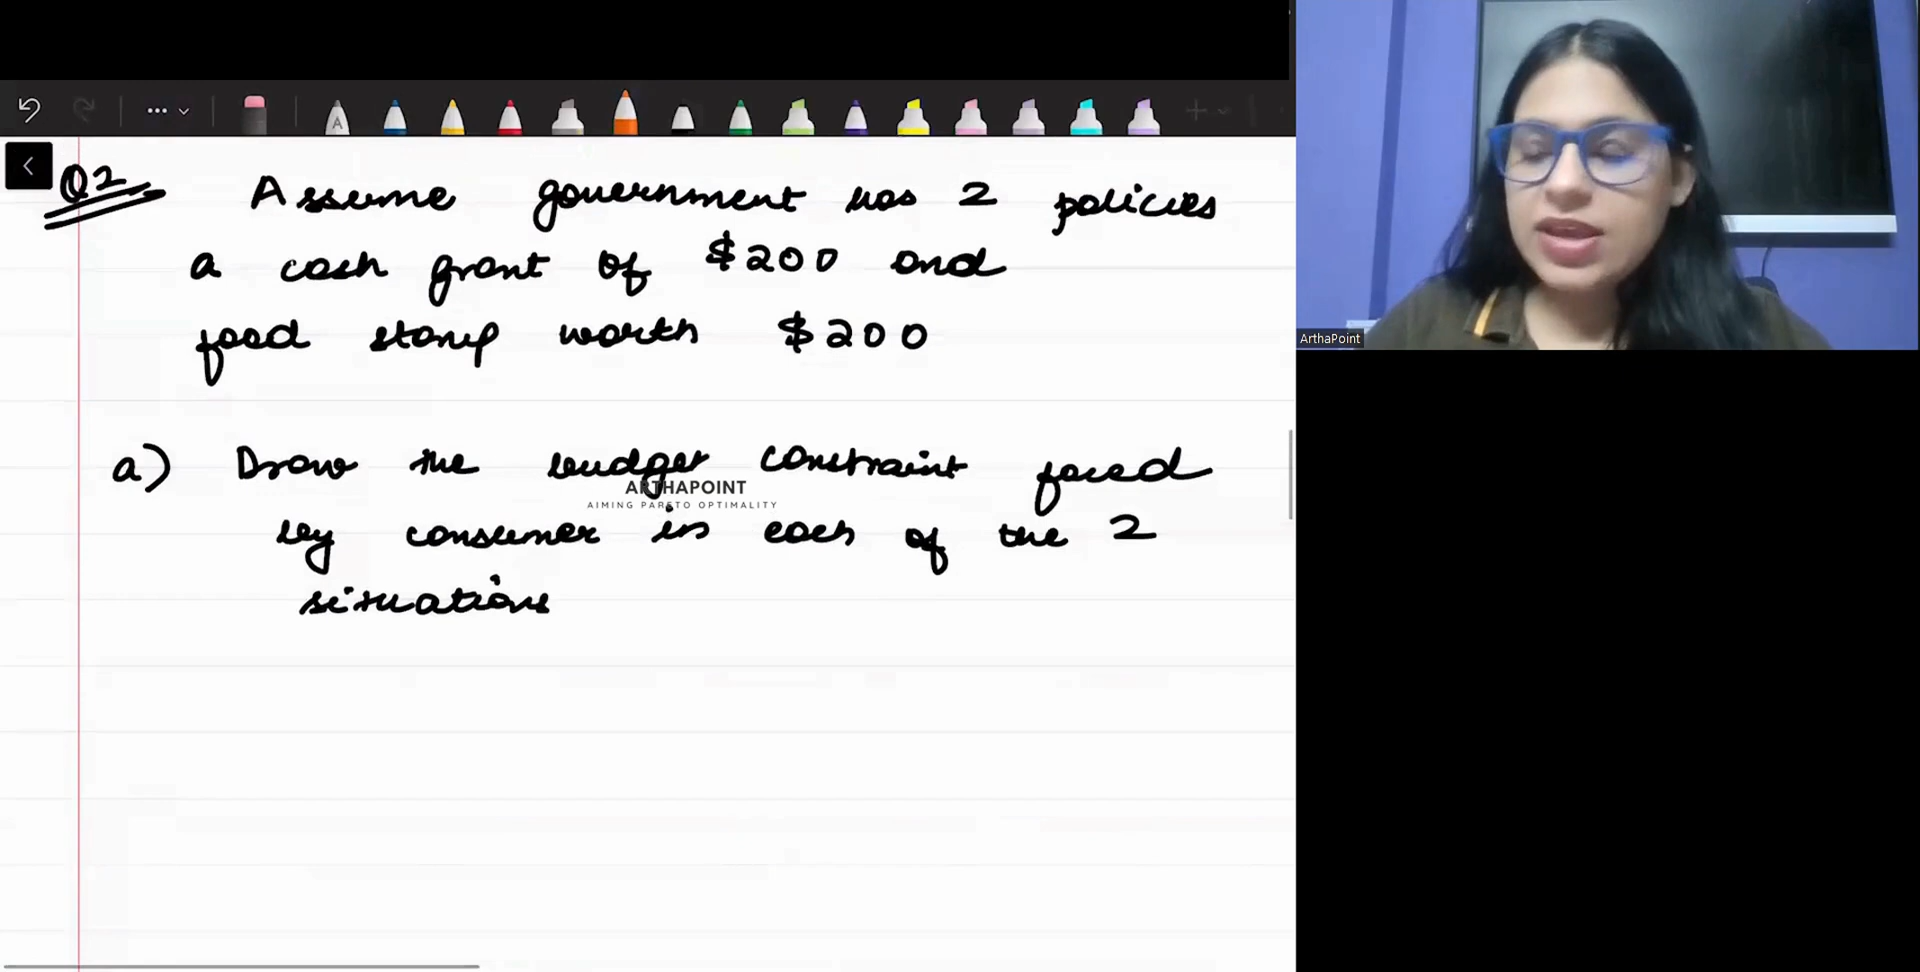 Q2 Assume government has 2 policies
a cash grant of $200 and
food stamp worth $200
a) Draw the budget constraint faced
ARTHAPOINT
AIMING PARETO OPTIMALITY
by consumer in each of the 2
situations
ArthaPoint